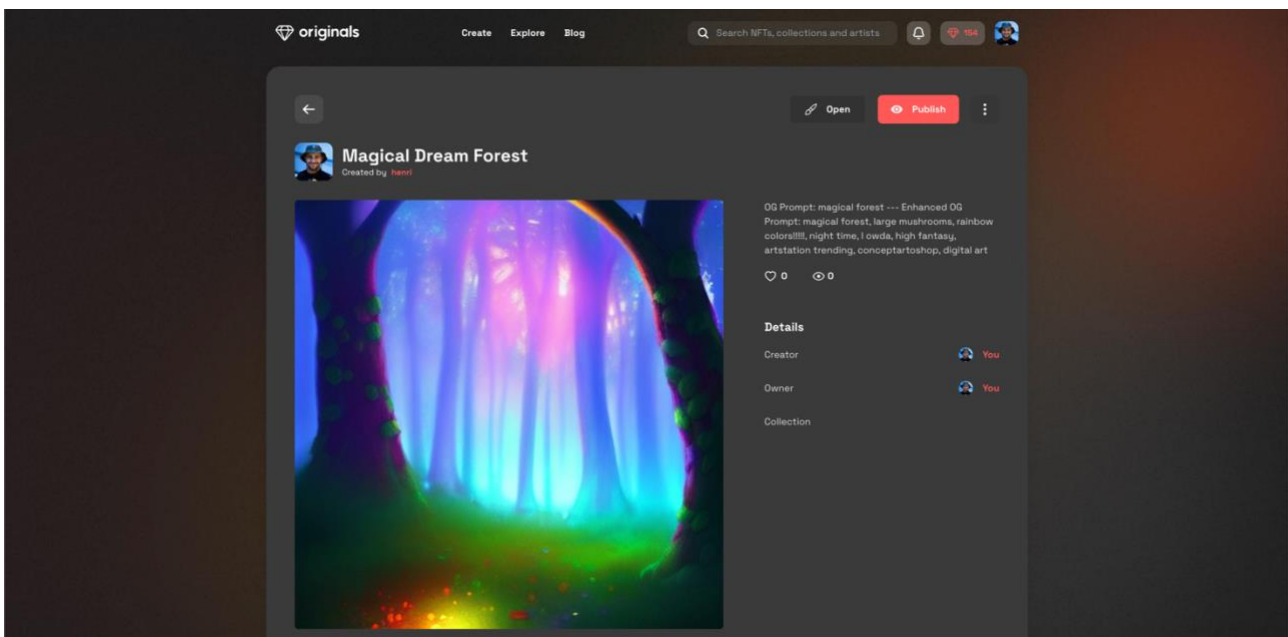 originals
Create Explore Blog
Search NFTs, collections and artists
154
Open
Publish
Magical Dream Forest
Created by henri
OG Prompt: magical forest --- Enhanced OG
Prompt: magical forest, large mushrooms, rainbow
colors!!!!!, night time, l owda, high fantasy,
artstation trending, conceptartoshop, digital art
0 0
Details
Creator You
Owner You
Collection